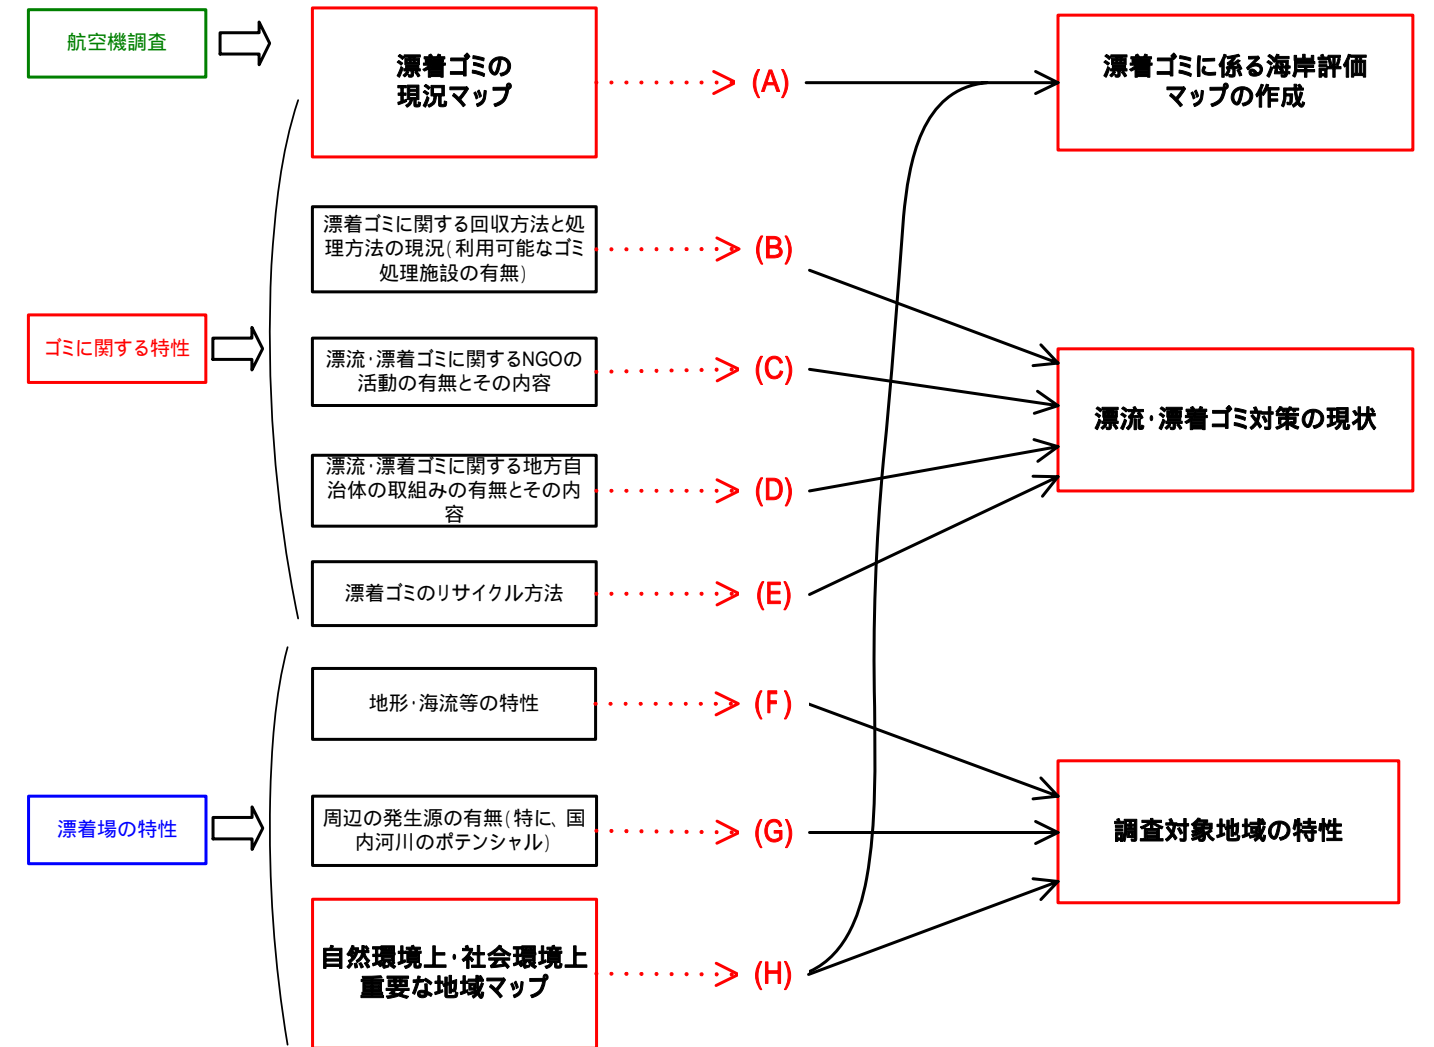 航空機調査
漂着ゴミの
現況マップ
(A)
漂着ゴミに係る海岸評価
マップの作成
漂着ゴミに関する回収方法と処
理方法の現況(利用可能なゴミ
処理施設の有無)
(B)
ゴミに関する特性
漂流・漂着ゴミに関するNGOの
活動の有無とその内容
(C)
漂流・漂着ゴミ対策の現状
漂流・漂着ゴミに関する地方自
治体の取組みの有無とその内
容
(D)
漂着ゴミのリサイクル方法
(E)
地形・海流等の特性
(F)
漂着場の特性
周辺の発生源の有無(特に、国
内河川のポテンシャル)
(G)
調査対象地域の特性
自然環境上・社会環境上
重要な地域マップ
(H)